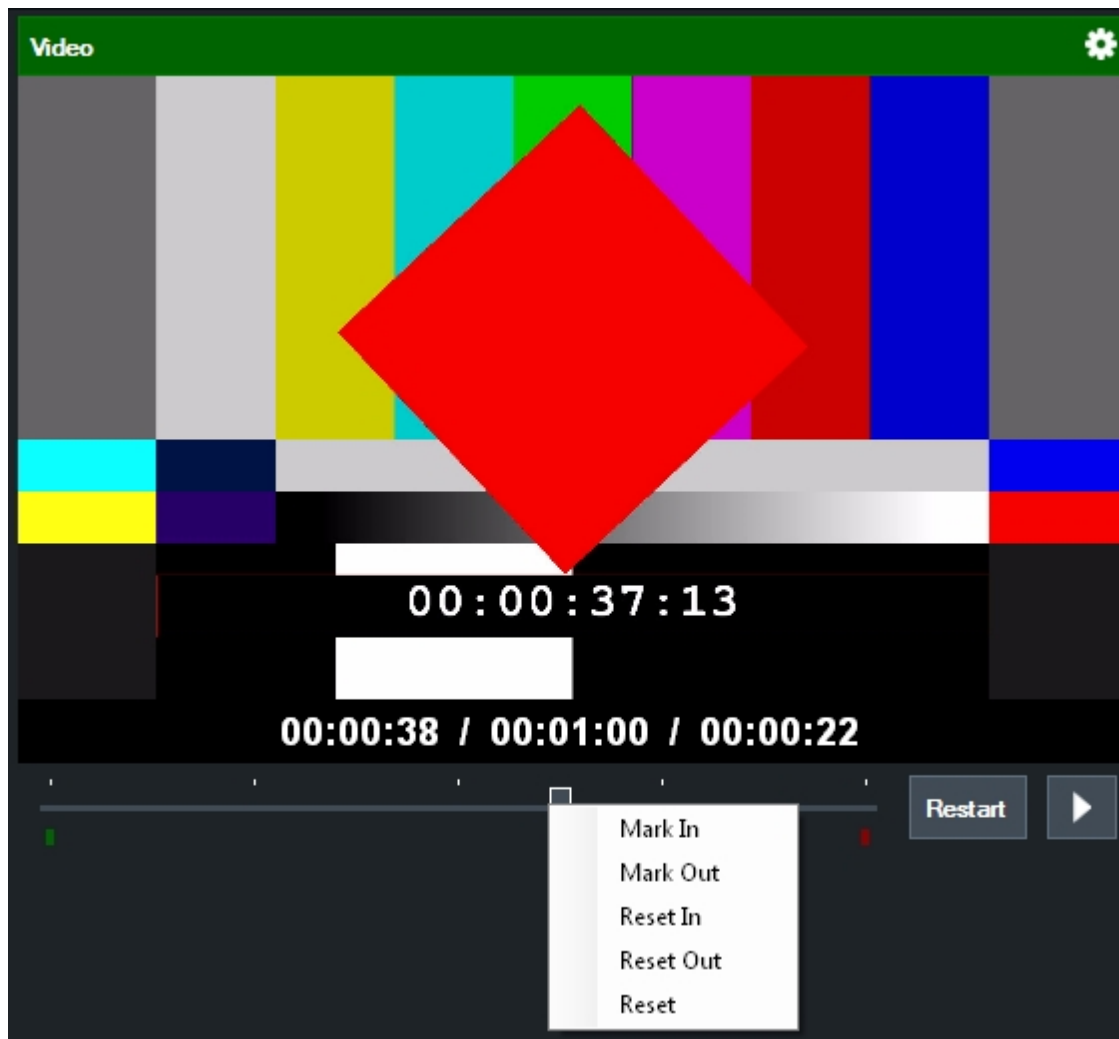 Video
00:00:37:13
00:00:38 / 00:01:00 / 00:00:22
Restart
Mark In
Mark Out
Reset In
Reset Out
Reset